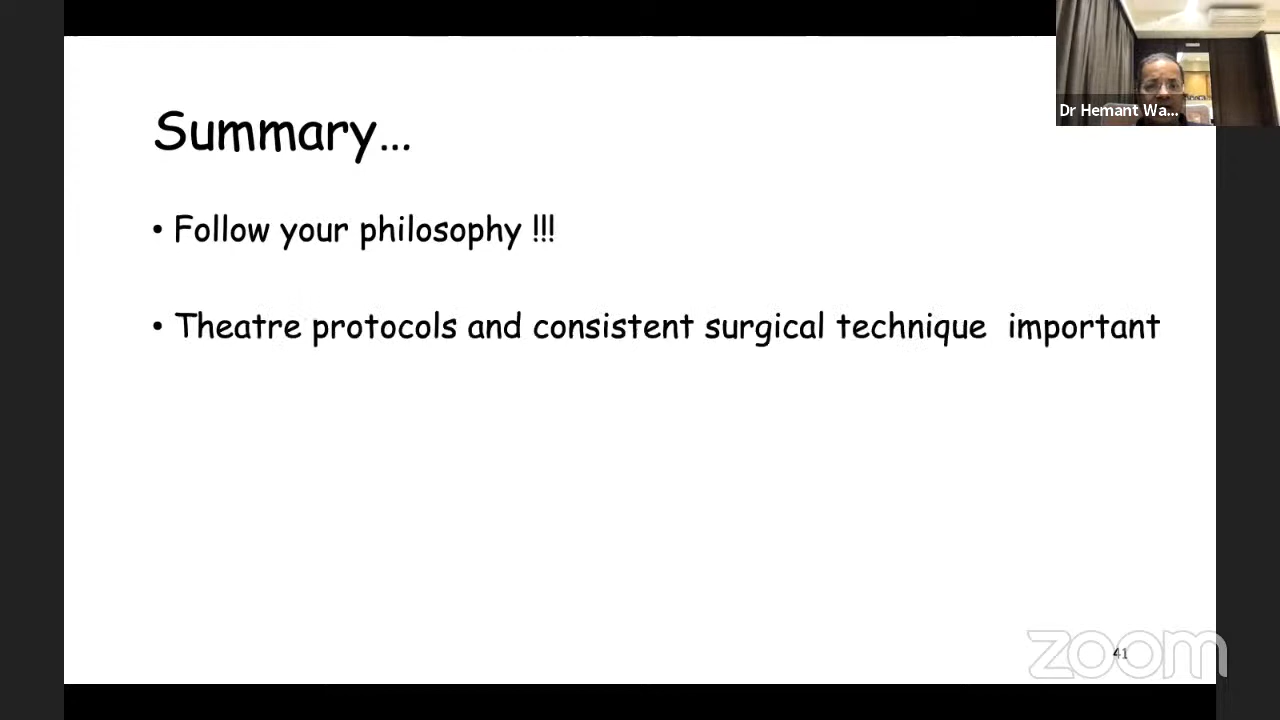 Dr Hemant Wa...
Summary...
• Follow your philosophy !!!
• Theatre protocols and consistent surgical technique important
41
zoom